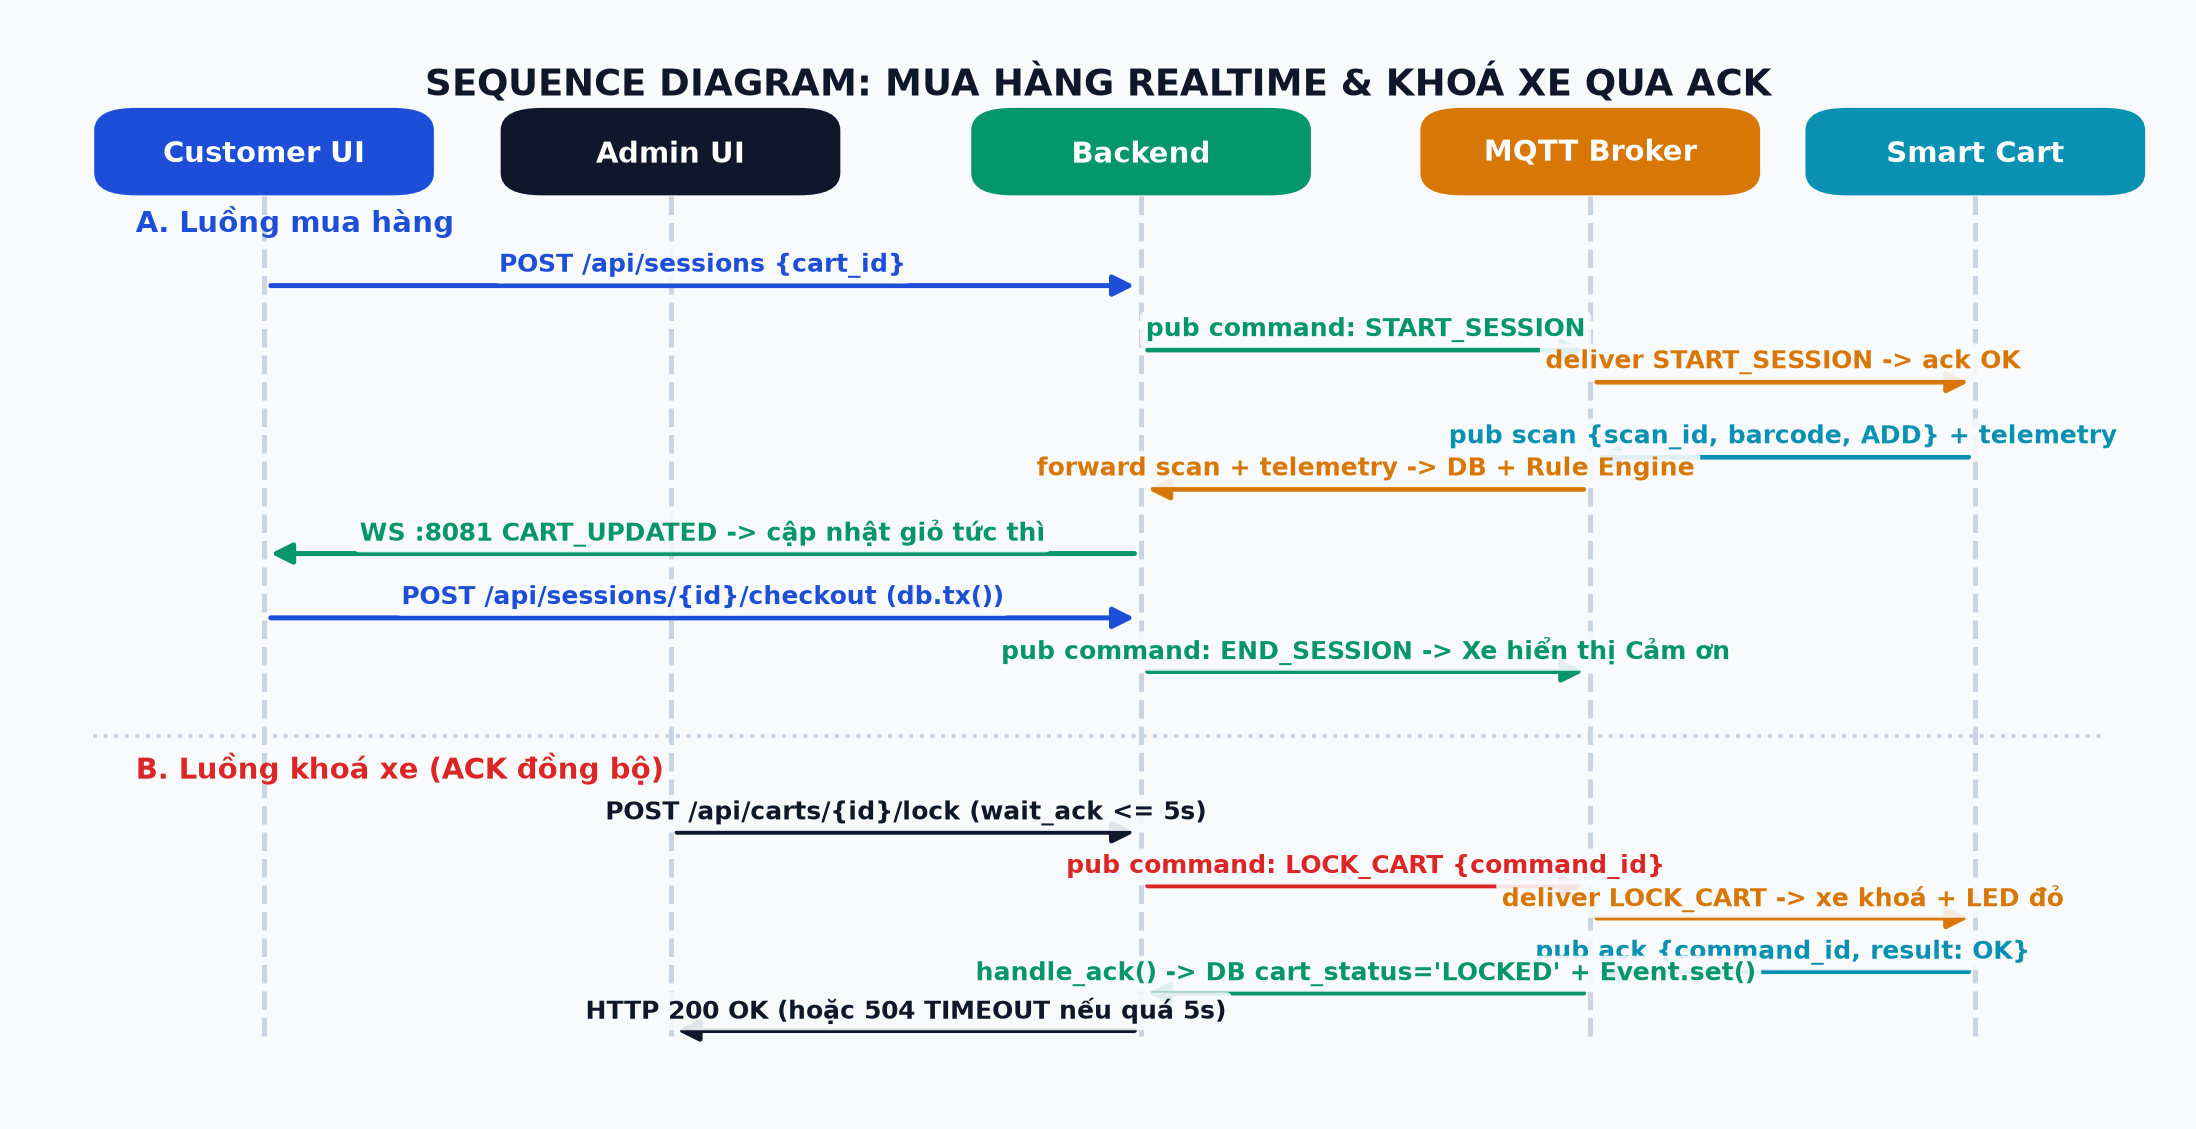 SEQUENCE DIAGRAM: MUA HÀNG REALTIME & KHOÁ XE QUA ACK
Customer UI
Admin UI
Backend
MQTT Broker
Smart Cart
A. Luồng mua hàng
POST /api/sessions {cart_id}
pub command: START_SESSION
deliver START_SESSION -> ack OK
pub scan {scan_id, barcode, ADD} + telemetry
forward scan + telemetry -> DB + Rule Engine
WS :8081 CART_UPDATED -> cập nhật giỏ tức thì
POST /api/sessions/{id}/checkout (db.tx())
pub command: END_SESSION -> Xe hiển thị Cảm ơn
B. Luồng khoá xe (ACK đồng bộ)
POST /api/carts/{id}/lock (wait_ack <= 5s)
pub command: LOCK_CART {command_id}
deliver LOCK_CART -> xe khoá + LED đỏ
pub ack {command_id, result: OK}
handle_ack() -> DB cart_status='LOCKED' + Event.set()
HTTP 200 OK (hoặc 504 TIMEOUT nếu quá 5s)